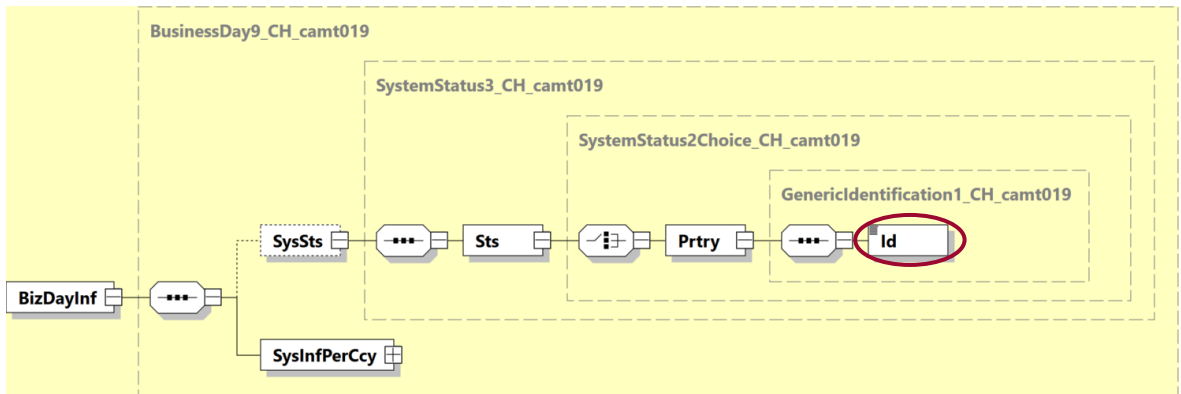 BusinessDay9_CH_camt019
SystemStatus3_CH_camt019
SystemStatus2Choice_CH_camt019
GenericIdentification1_CH_camt019
SysSts
Sts
Prtry
Id
BizDayInf
SysInfPerCcy